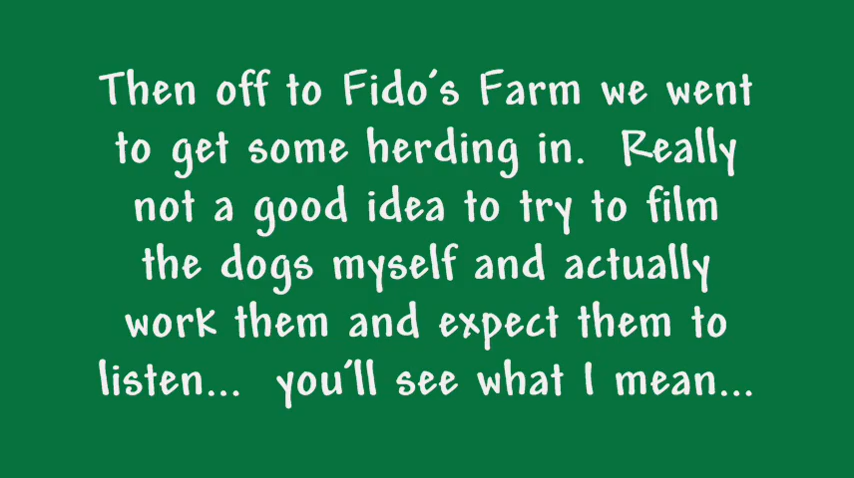 Then off to Fido's Farm we went
to get some herding in.  Really
not a good idea to try to film
the dogs myself and actually
work them and expect them to
listen...  you'll see what I mean...